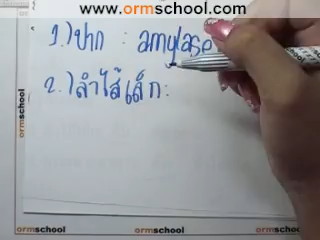 www.ormschool.com
1.) ปาก : amylase
2.) ลำไส้เล็ก :
ormschool ormschool ormschool